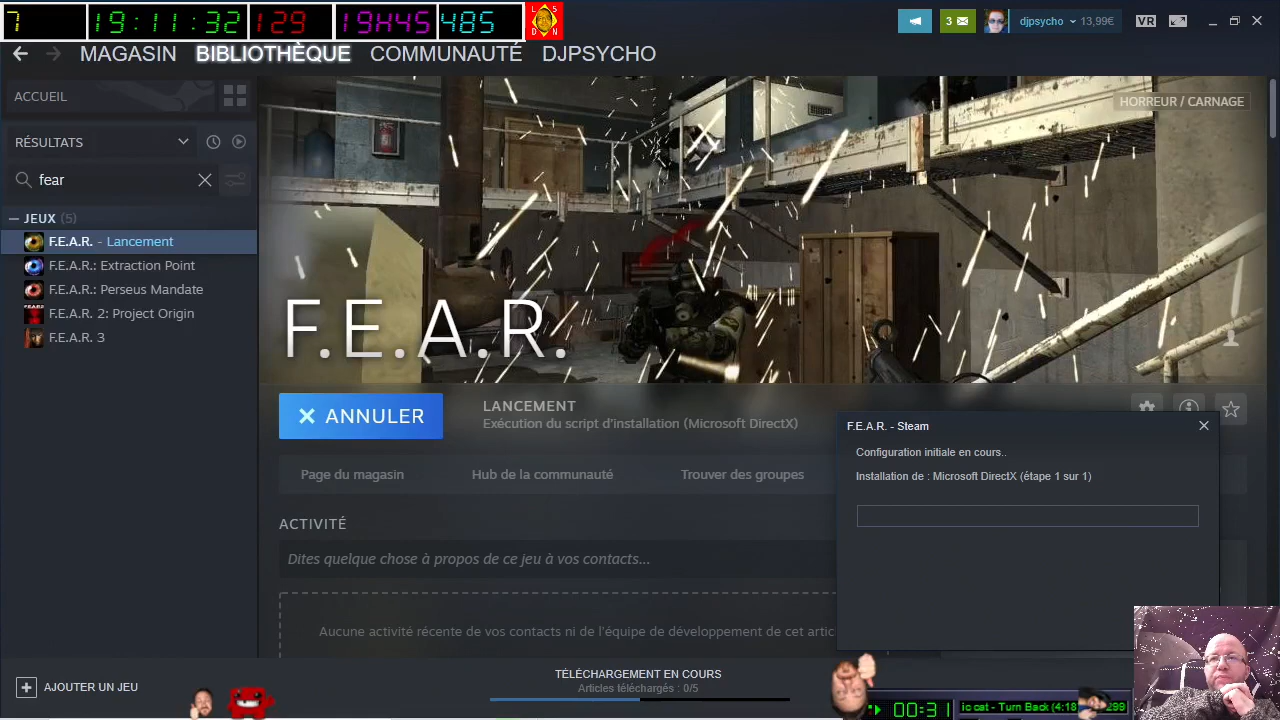 7
19:11:32
129
19H45
485
L S
D N
3
djpsycho
13,99€
VR
MAGASIN
BIBLIOTHÈQUE
COMMUNAUTÉ
DJPSYCHO
ACCUEIL
RÉSULTATS
fear
JEUX (5)
F.E.A.R. - Lancement
F.E.A.R.: Extraction Point
F.E.A.R.: Perseus Mandate
F.E.A.R. 2: Project Origin
F.E.A.R. 3
HORREUR / CARNAGE
F.E.A.R.
ANNULER
LANCEMENT
Exécution du script d'installation (Microsoft DirectX)
Page du magasin
Hub de la communauté
Trouver des groupes
ACTIVITÉ
Dites quelque chose à propos de ce jeu à vos contacts...
Aucune activité récente de vos contacts ni de l'équipe de développement de cet artic
F.E.A.R. - Steam
Configuration initiale en cours..
Installation de : Microsoft DirectX (étape 1 sur 1)
AJOUTER UN JEU
TÉLÉCHARGEMENT EN COURS
Articles téléchargés : 0/5
00:31
ic cat - Turn Back (4:18
299